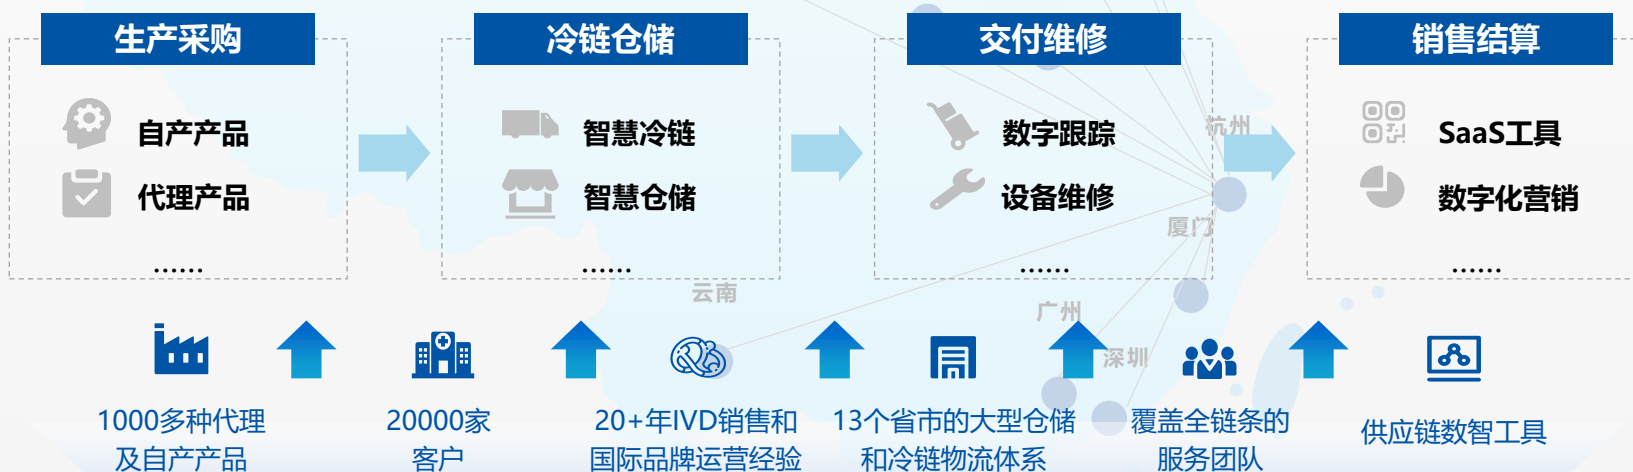 生产采购
自产产品
代理产品
......
冷链仓储
智慧冷链
智慧仓储
......
交付维修
数字跟踪
设备维修
......
销售结算
SaaS工具
数字化营销
......
杭州
厦门
云南
广州
深圳
1000多种代理
及自产产品
20000家
客户
20+年IVD销售和
国际品牌运营经验
13个省市的大型仓储
和冷链物流体系
覆盖全链条的
服务团队
供应链数智工具